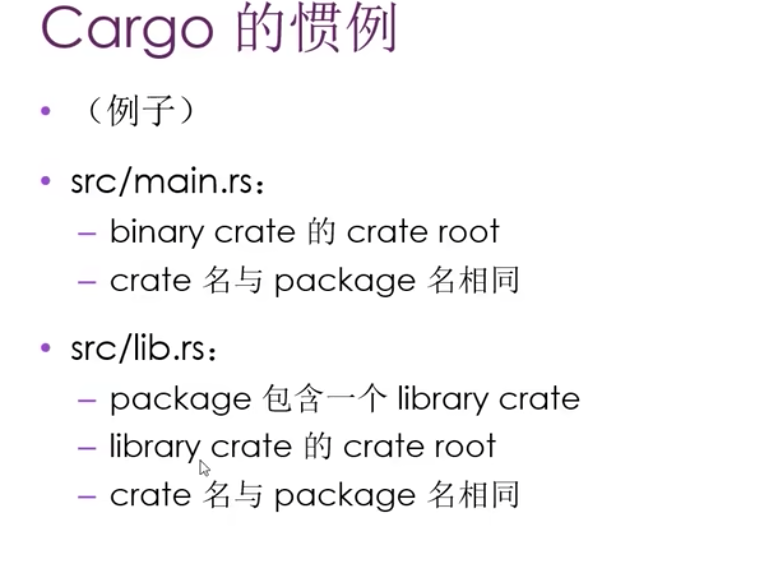 Cargo 的惯例
• （例子）
• src/main.rs：
– binary crate 的 crate root
– crate 名与 package 名相同
• src/lib.rs：
– package 包含一个 library crate
– library crate 的 crate root
– crate 名与 package 名相同